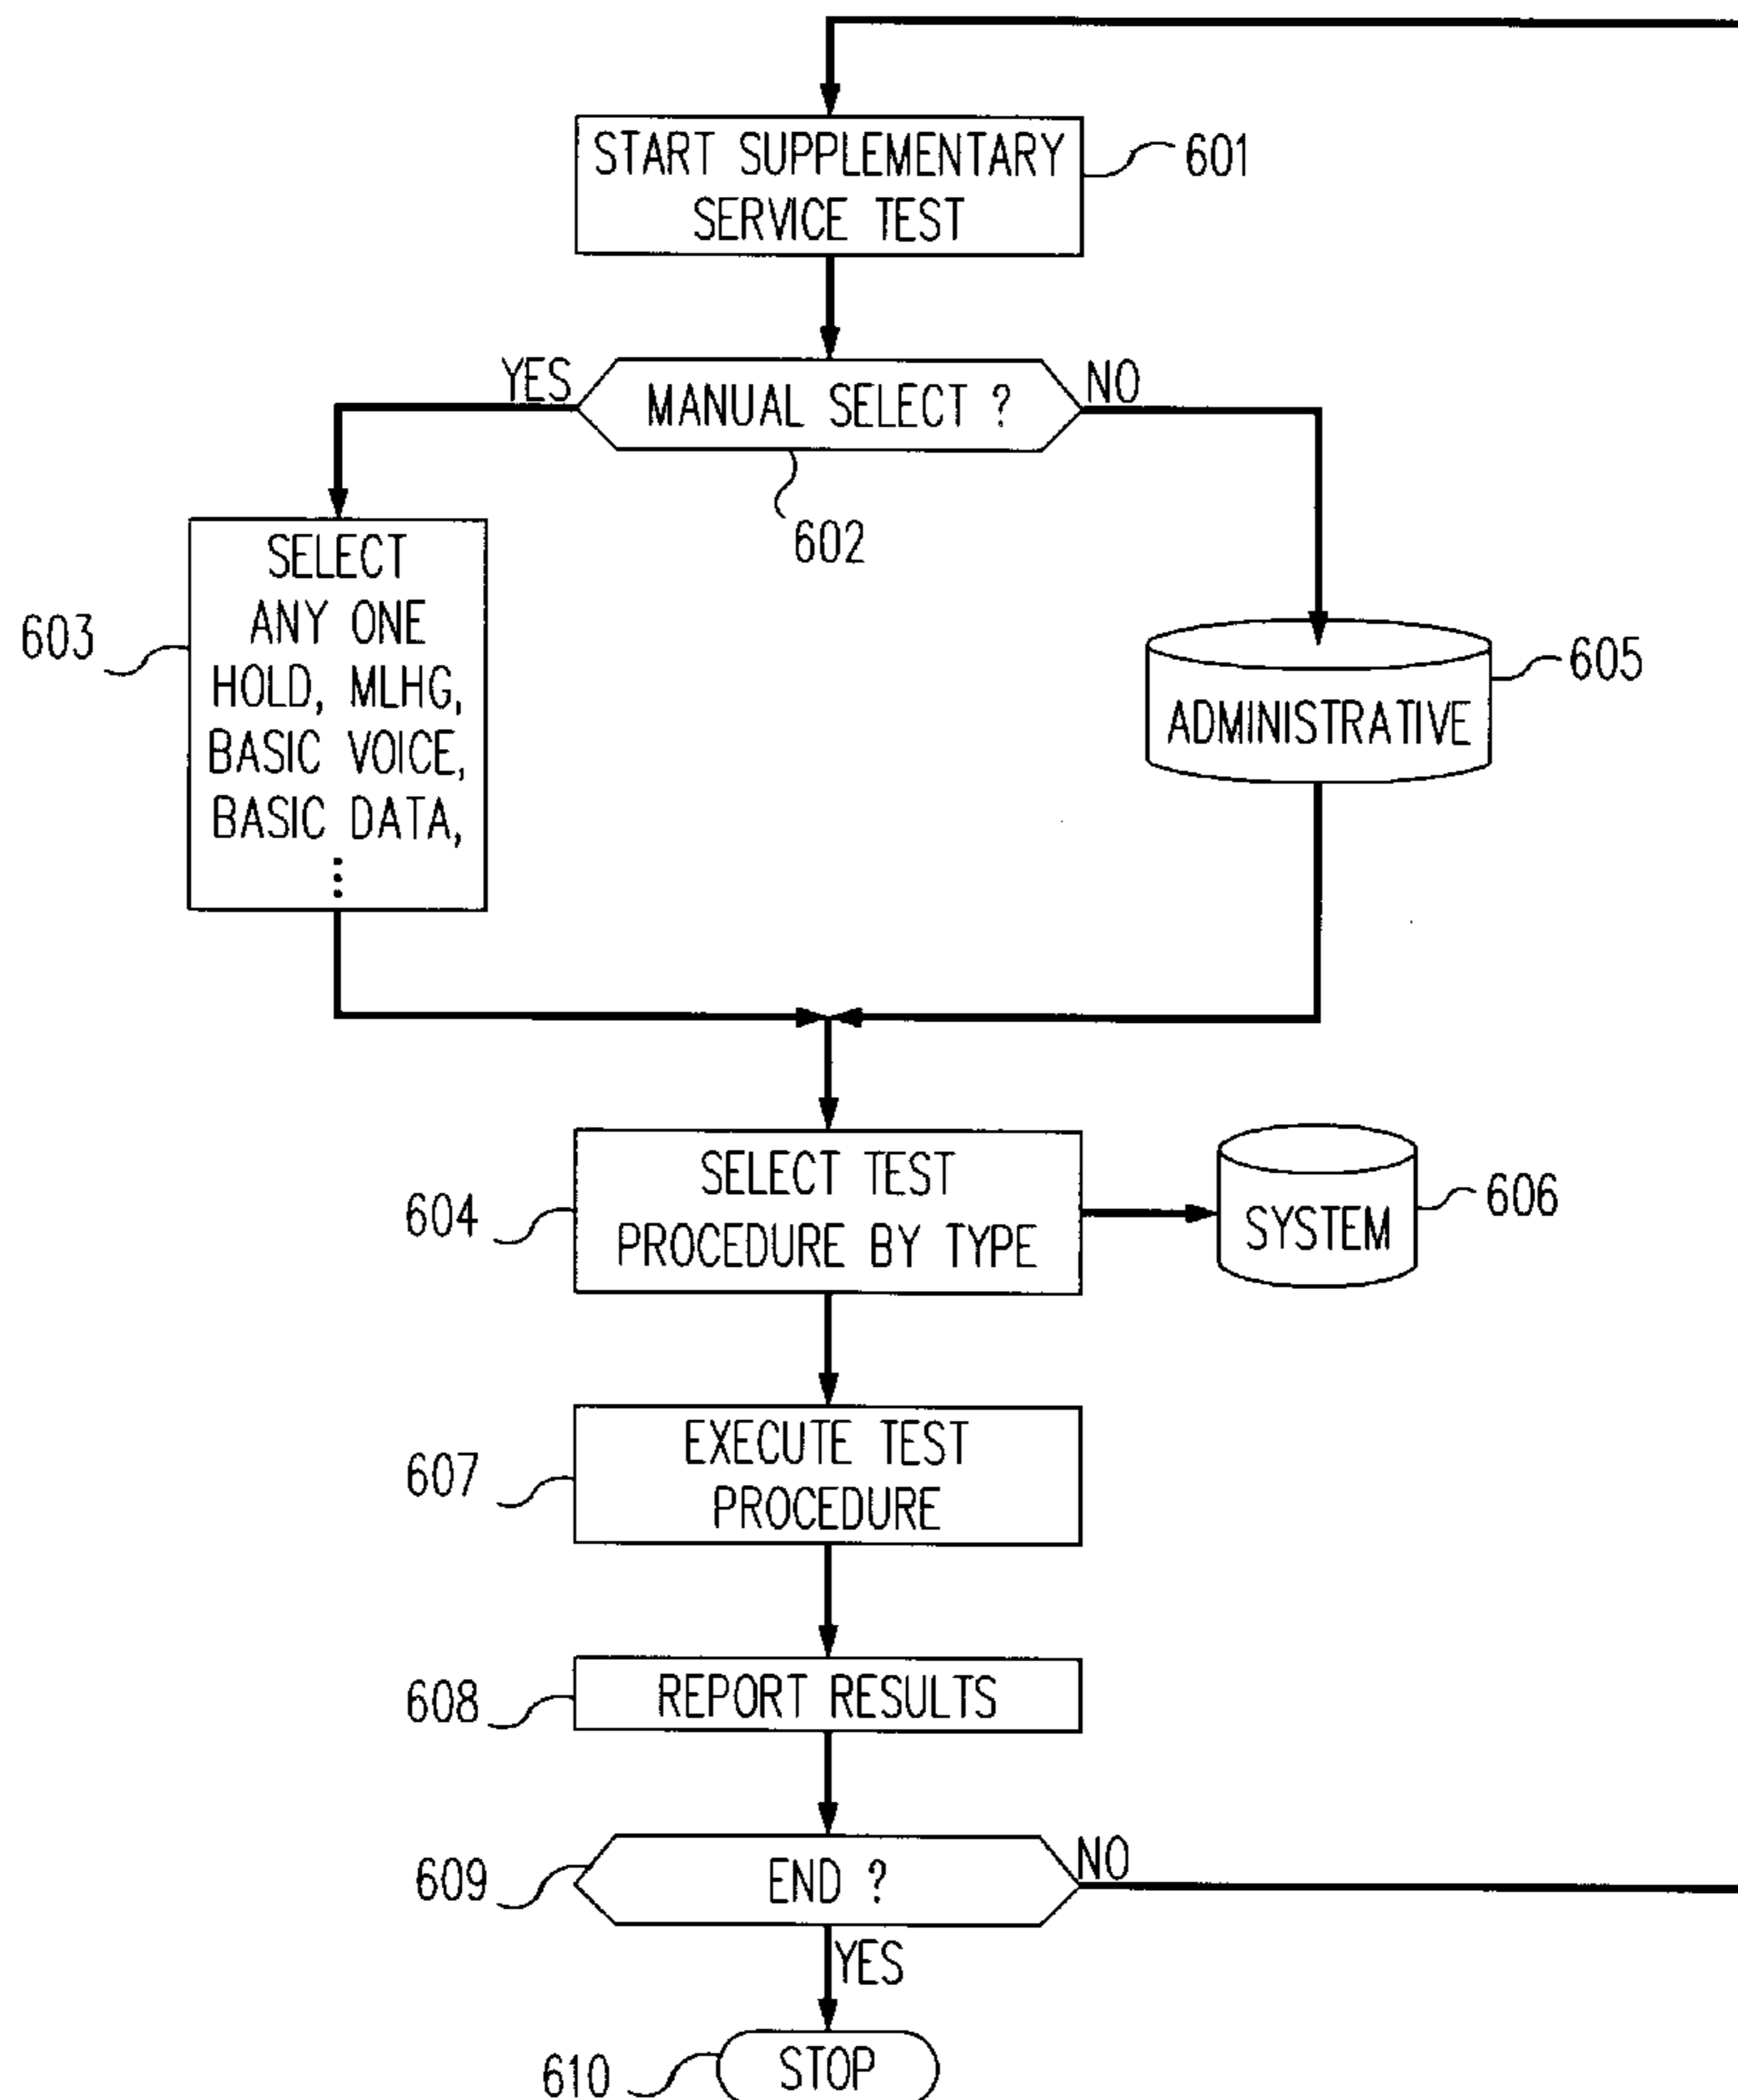 START SUPPLEMENTARY
SERVICE TEST
601
YES
MANUAL SELECT ?
NO
602
603
SELECT
ANY ONE
HOLD, MLHG,
BASIC VOICE,
BASIC DATA,
⋮
605
ADMINISTRATIVE
604
SELECT TEST
PROCEDURE BY TYPE
SYSTEM
606
607
EXECUTE TEST
PROCEDURE
608
REPORT RESULTS
609
END ?
NO
YES
610
STOP